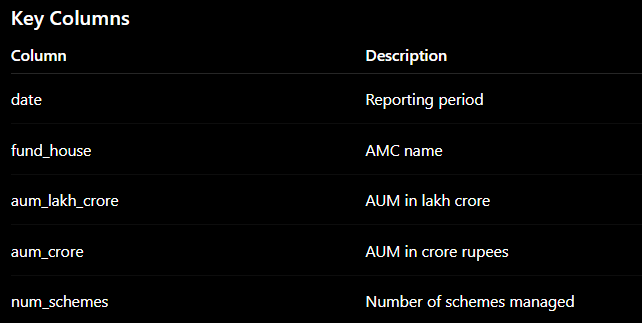 Key Columns
Column Description
date Reporting period
fund_house AMC name
aum_lakh_crore AUM in lakh crore
aum_crore AUM in crore rupees
num_schemes Number of schemes managed